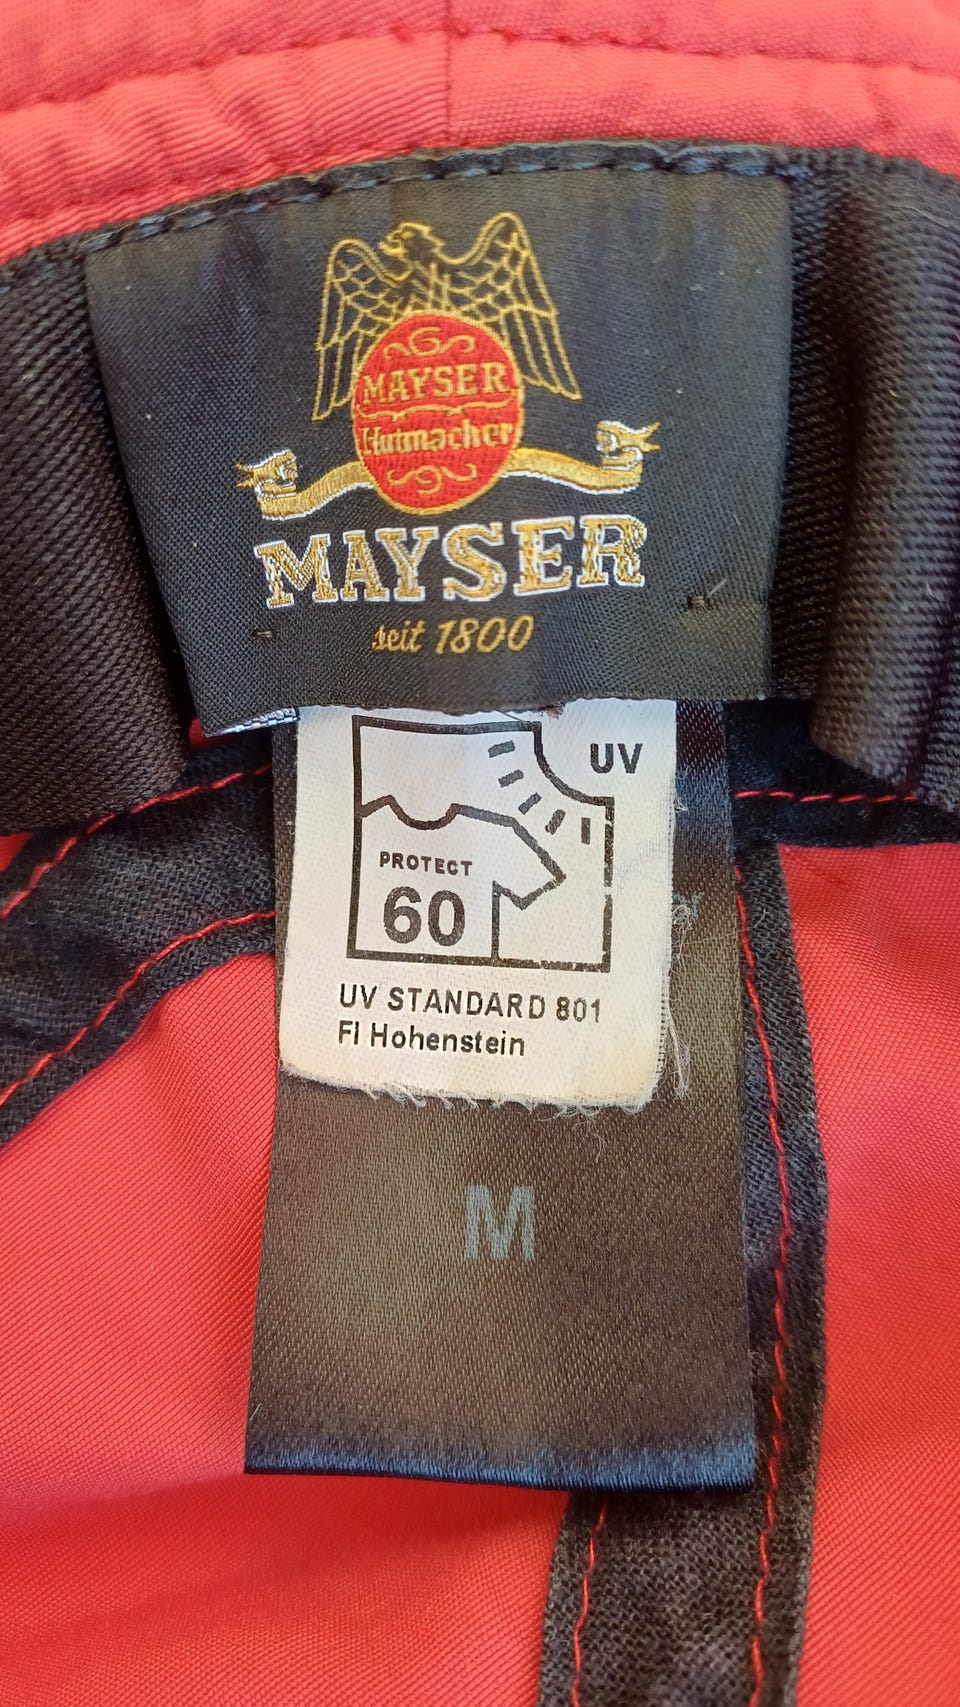 MAYSER
Hutmacher
MAYSER
seit 1800
UV
PROTECT
60
UV STANDARD 801
FI Hohenstein
M